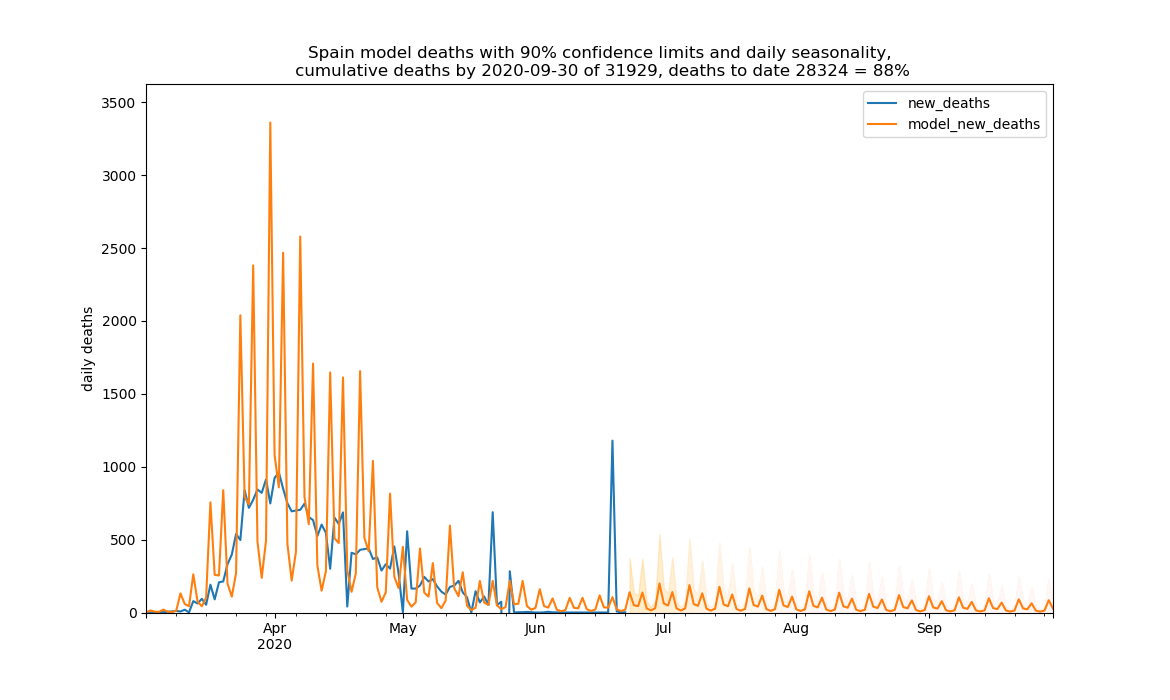 Spain model deaths with 90% confidence limits and daily seasonality,
cumulative deaths by 2020-09-30 of 31929, deaths to date 28324 = 88%
new_deaths
model_new_deaths
daily deaths
3500
3000
2500
2000
1500
1000
500
0
Apr
May
Jun
Jul
Aug
Sep
2020